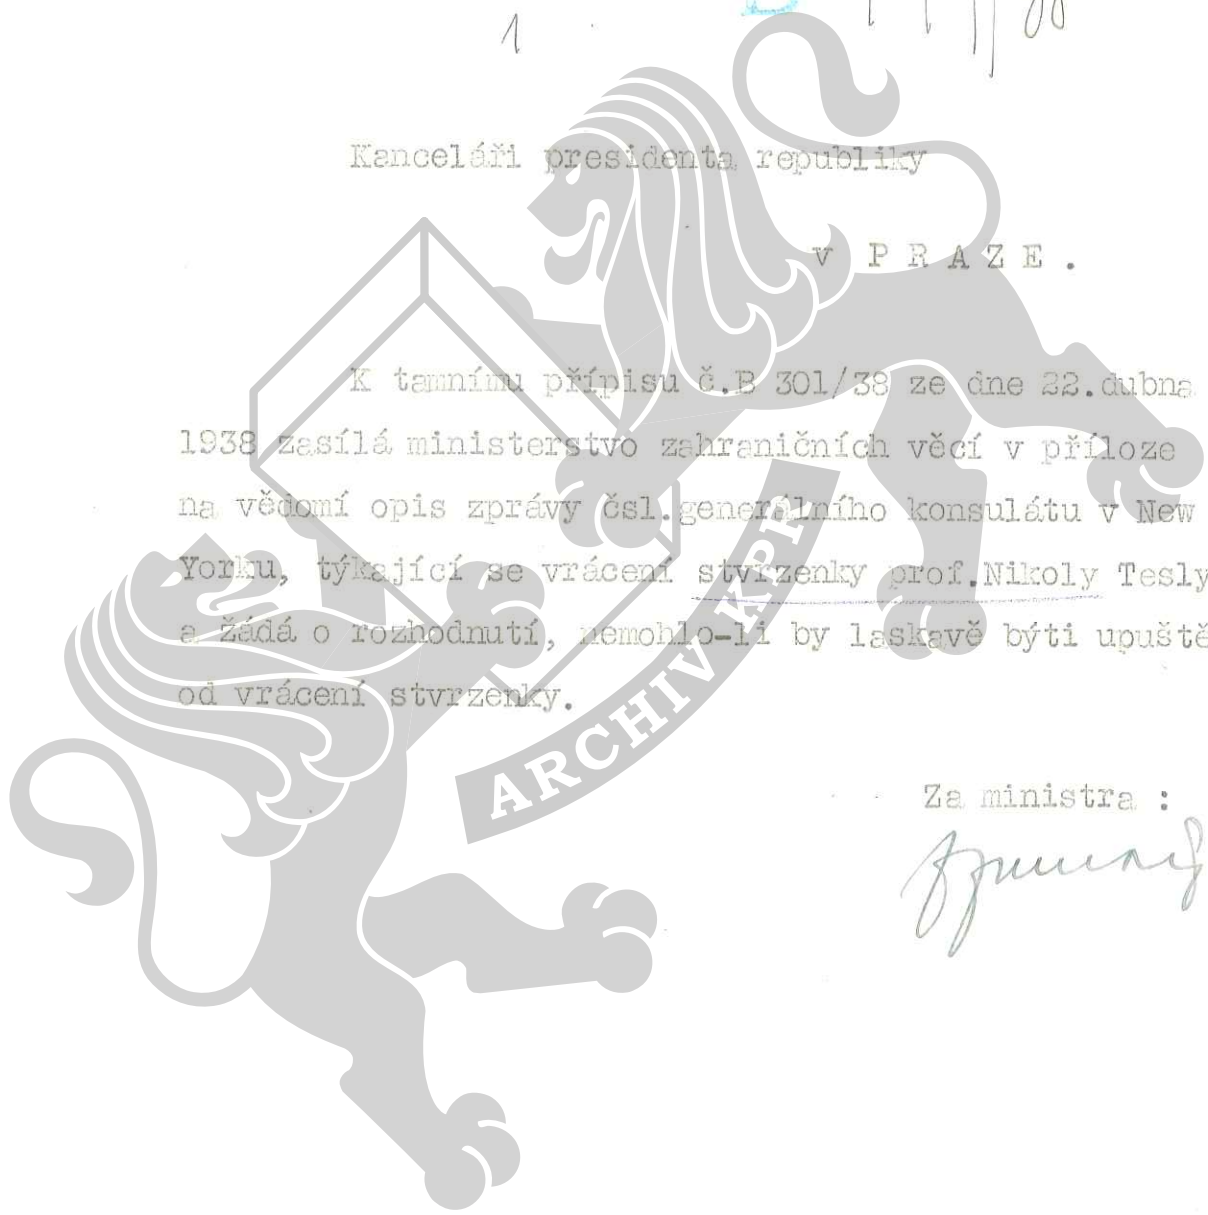 1
Kanceláři presidenta republiky
v PRAZE.
K tamnímu přípisu č.B 301/38 ze dne 22.dubna
1938 zasílá ministerstvo zahraničních věcí v příloze
na vědomí opis zprávy čsl.generálního konsulátu v New
Yorku, týkající se vrácení stvrzenky prof.Nikoly Tesly
a žádá o rozhodnutí, nemohlo-li by laskavě býti upuště
od vrácení stvrzenky.
ARCHIV KPR
Za ministra :